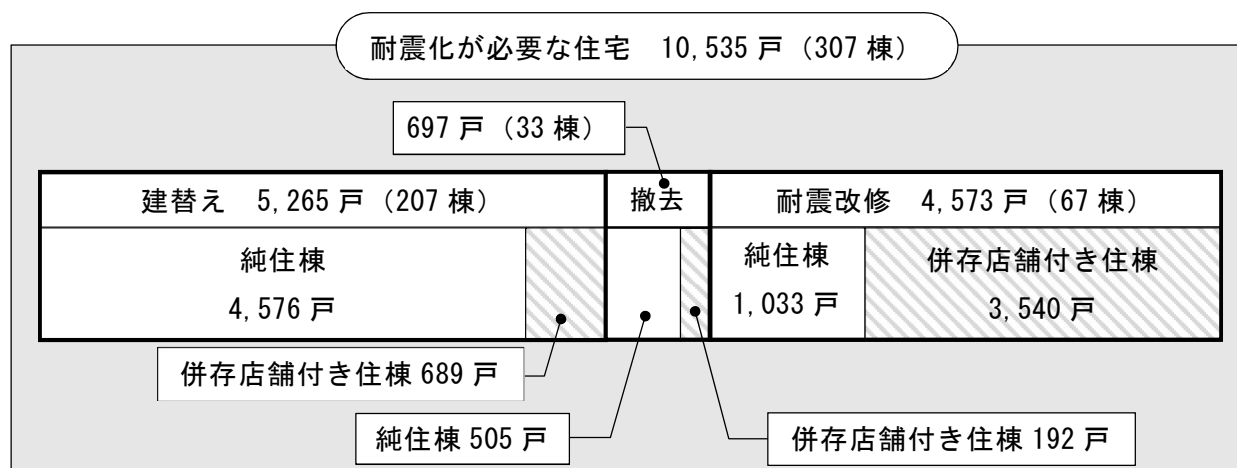 耐震化が必要な住宅　10,535 戸（307 棟）
697 戸（33 棟）
建替え　5,265 戸（207 棟）
撤去
耐震改修　4,573 戸（67 棟）
純住棟
4,576 戸
純住棟
1,033 戸
併存店舗付き住棟
3,540 戸
併存店舗付き住棟 689 戸
純住棟 505 戸
併存店舗付き住棟 192 戸